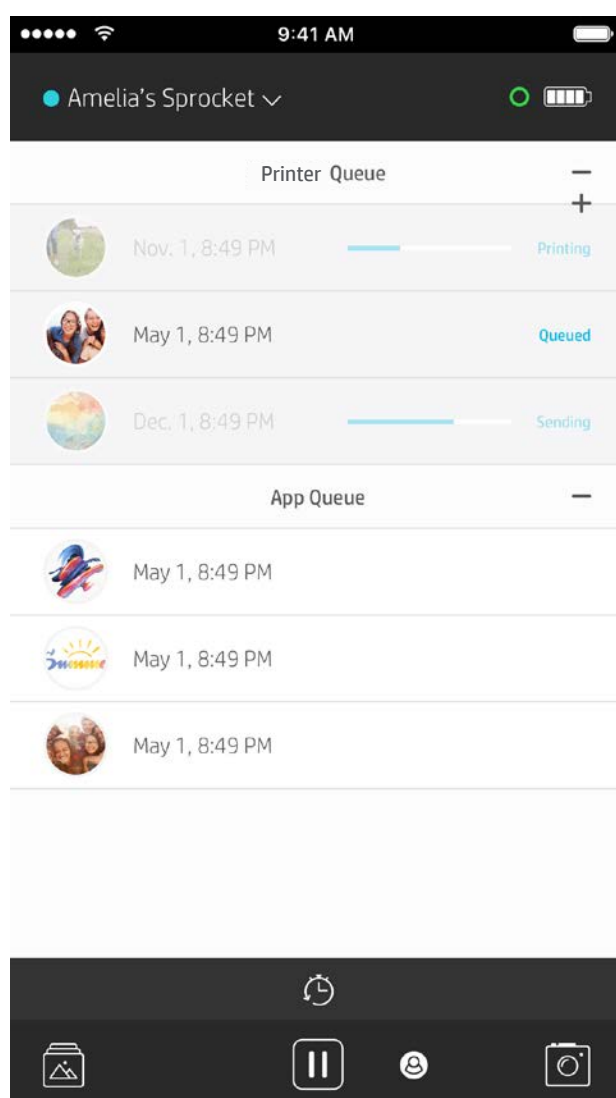 9:41 AM
Amelia's Sprocket
Printer Queue
Nov. 1, 8:49 PM Printing
May 1, 8:49 PM Queued
Dec. 1, 8:49 PM Sending
App Queue
May 1, 8:49 PM
Summe
May 1, 8:49 PM
May 1, 8:49 PM